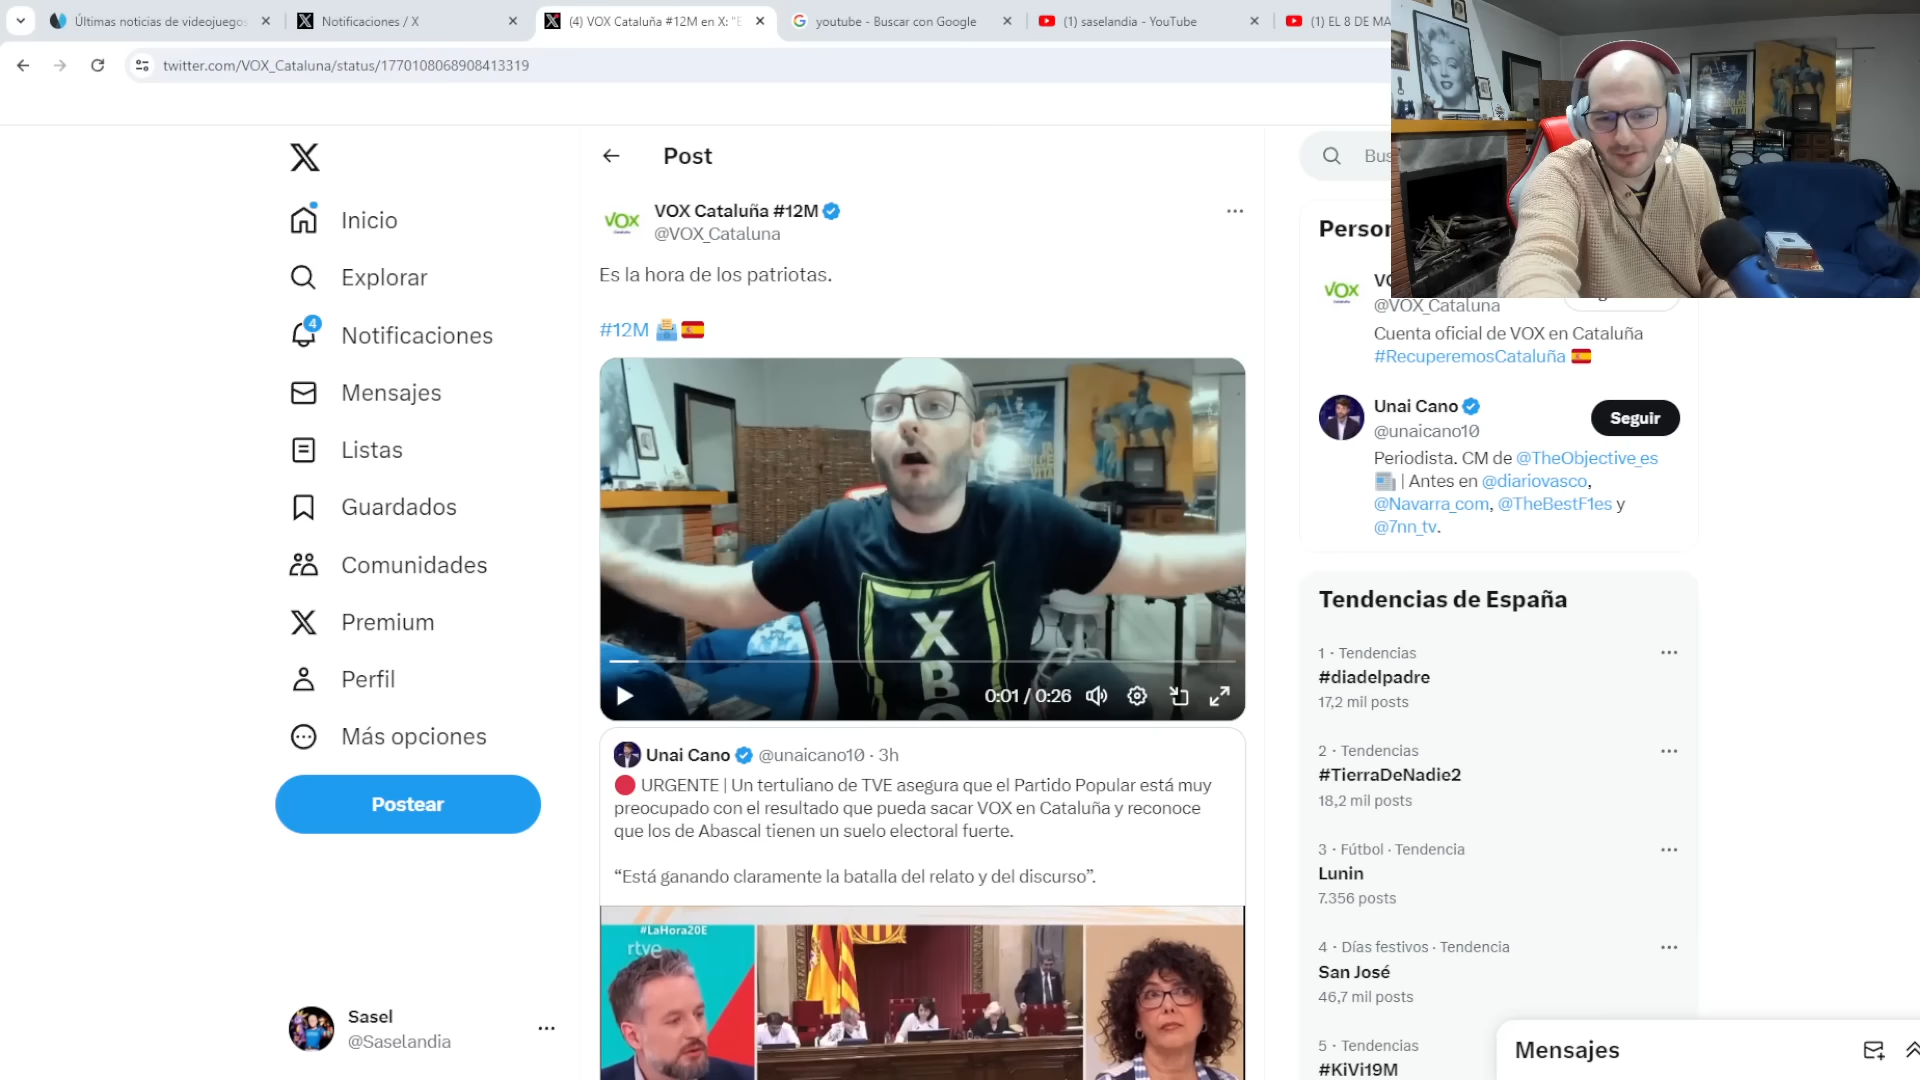 Últimas noticias de videojuegos
Notificaciones / X
(4) VOX Cataluña #12M en X: "E
youtube - Buscar con Google
(1) saselandia - YouTube
(1) EL 8 DE MA
twitter.com/VOX_Cataluna/status/1770108068908413319
Inicio
Explorar
4
Notificaciones
Mensajes
Listas
Guardados
Comunidades
Premium
Perfil
Más opciones
Postear
Sasel
@Saselandia
Post
VOX Cataluña #12M
@VOX_Cataluna
Es la hora de los patriotas.
#12M
XBO
0:01 / 0:26
Unai Cano @unaicano10 · 3h
URGENTE | Un tertuliano de TVE asegura que el Partido Popular está muy
preocupado con el resultado que pueda sacar VOX en Cataluña y reconoce
que los de Abascal tienen un suelo electoral fuerte.
“Está ganando claramente la batalla del relato y del discurso”.
#LaHora20E
rtve
Bus
Person
VOX
@VOX_Cataluna
Cuenta oficial de VOX en Cataluña
#RecuperemosCataluña
Unai Cano
@unaicano10
Seguir
Periodista. CM de @TheObjective_es
| Antes en @diariovasco,
@Navarra_com, @TheBestF1es y
@7nn_tv.
Tendencias de España
1 · Tendencias
#diadelpadre
17,2 mil posts
2 · Tendencias
#TierraDeNadie2
18,2 mil posts
3 · Fútbol · Tendencia
Lunin
7.356 posts
4 · Días festivos · Tendencia
San José
46,7 mil posts
5 · Tendencias
#KiVi19M
Mensajes